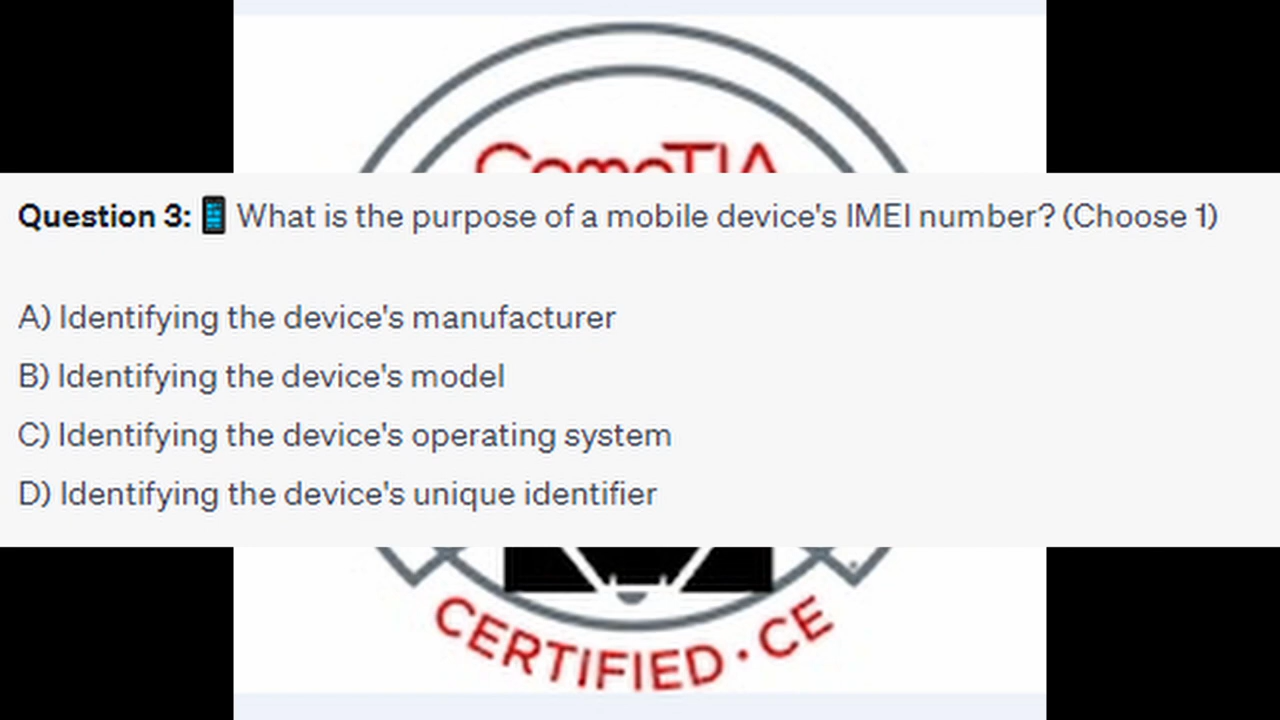 CompTIA
Question 3: 📱 What is the purpose of a mobile device's IMEI number? (Choose 1)
A) Identifying the device's manufacturer
B) Identifying the device's model
C) Identifying the device's operating system
D) Identifying the device's unique identifier
CERTIFIED · CE